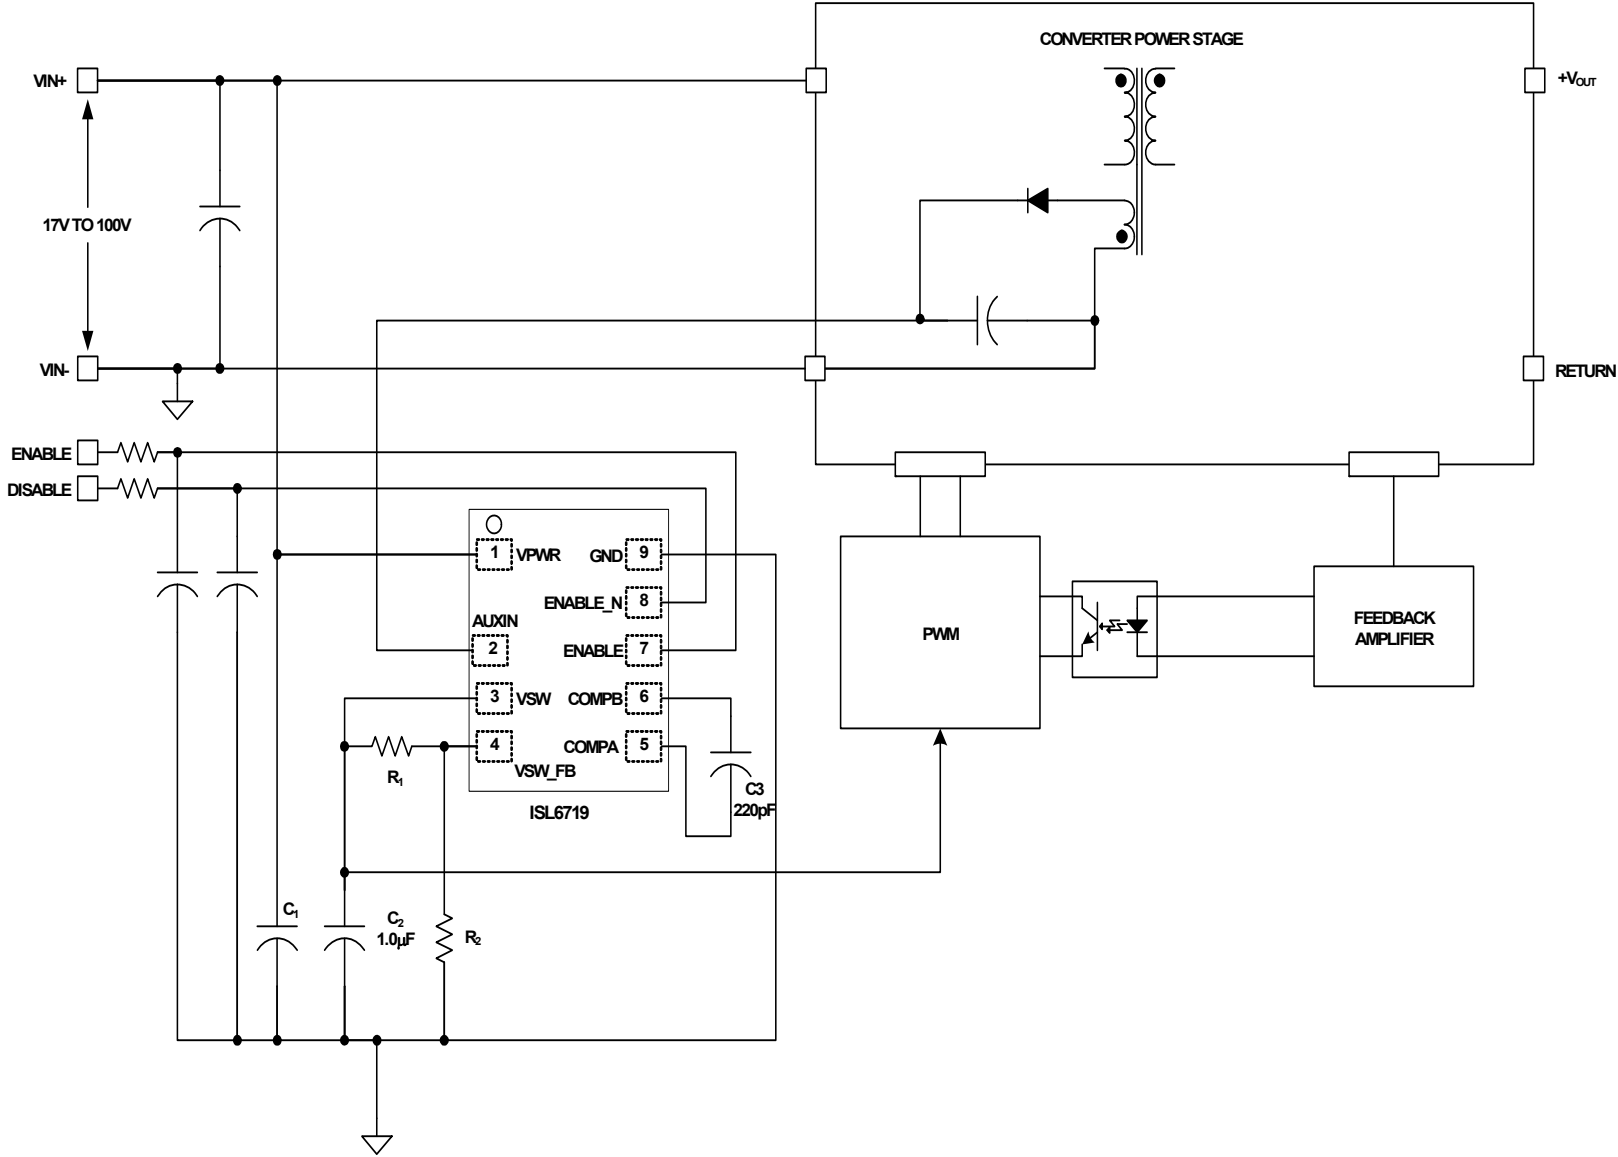 CONVERTER POWER STAGE
VIN+
+VOUT
17V TO 100V
VIN-
RETURN
ENABLE
DISABLE
1 VPWR
GND 9
ENABLE_N 8
AUXIN
2
ENABLE 7
3 VSW
COMPB 6
4
COMPA 5
VSW_FB
ISL6719
R1
C3
220pF
PWM
FEEDBACK
AMPLIFIER
C1
C2
1.0µF
R2